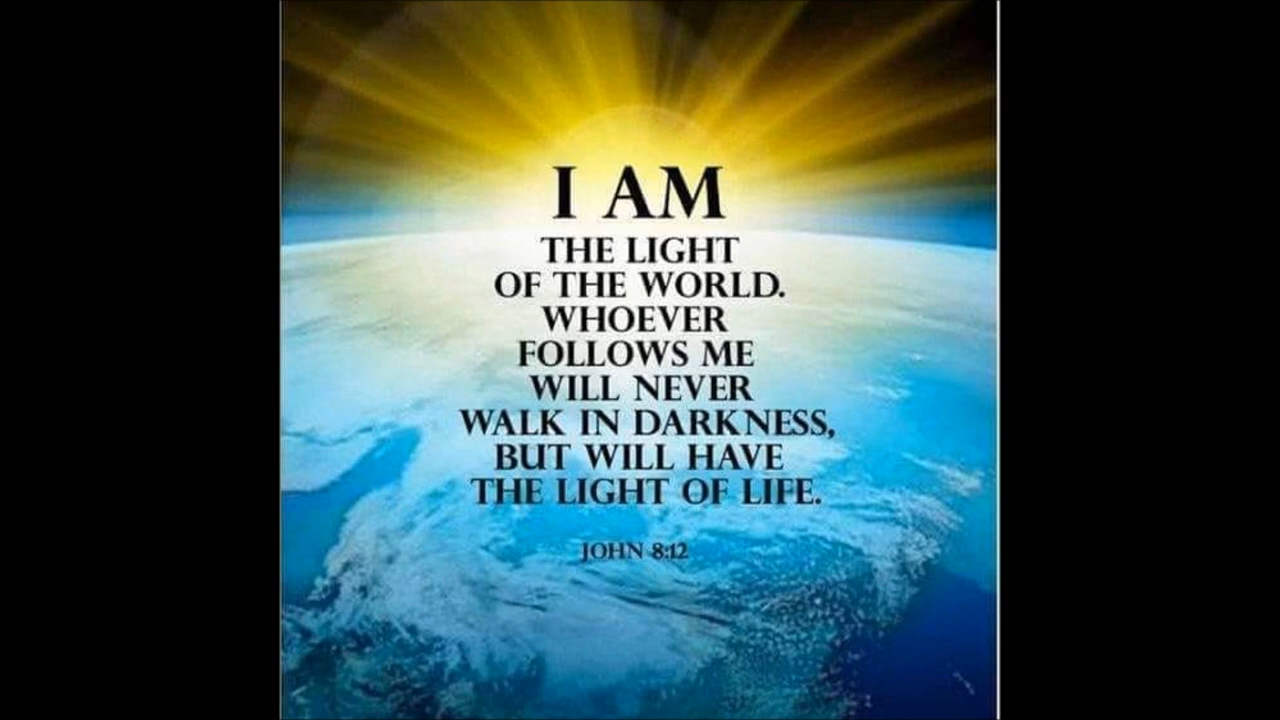 I AM
THE LIGHT
OF THE WORLD.
WHOEVER
FOLLOWS ME
WILL NEVER
WALK IN DARKNESS,
BUT WILL HAVE
THE LIGHT OF LIFE.
JOHN 8:12